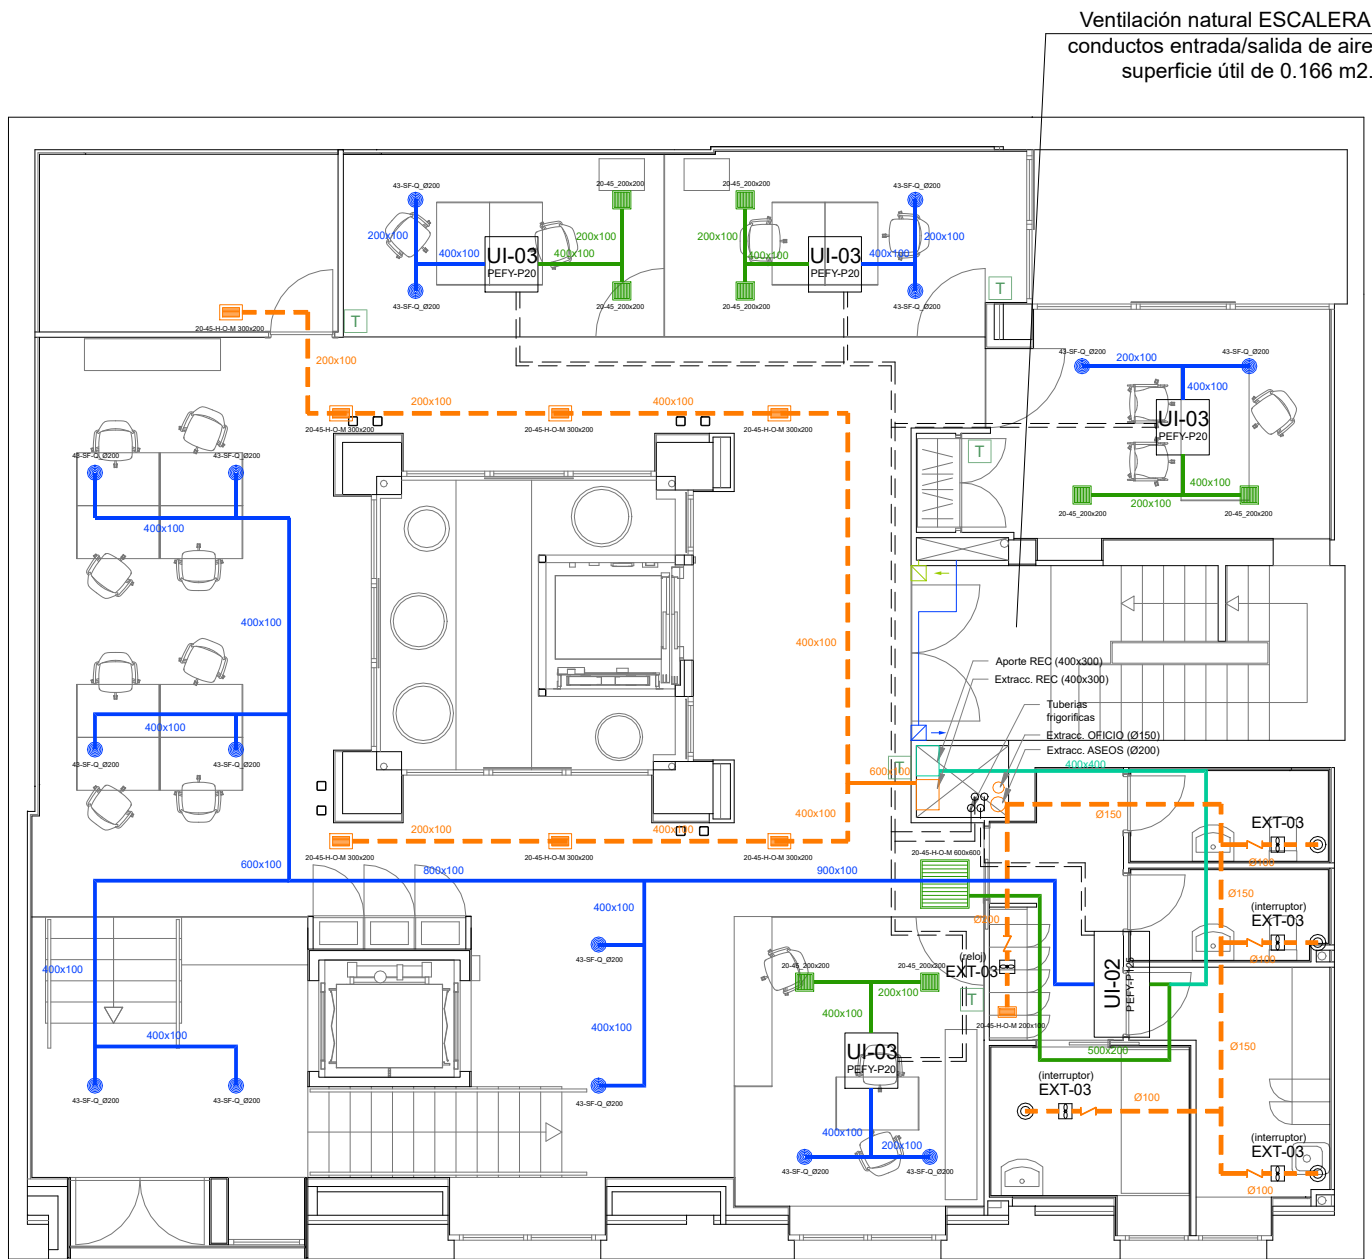 Ventilación natural ESCALERA
conductos entrada/salida de aire
superficie útil de 0.166 m2.
43-SF-Q_Ø200
20-45_200x200
20-45_200x200
43-SF-Q_Ø200
200x100
200x100
200x100
200x100
400x100
UI-03
PEFY-P20
400x100
400x100
UI-03
PEFY-P20
400x100
43-SF-Q_Ø200
20-45_200x200
20-45_200x200
43-SF-Q_Ø200
T
T
20-45-H-O-M 300x200
200x100
43-SF-Q_Ø200
200x100
43-SF-Q_Ø200
400x100
UI-03
PEFY-P20
200x100
400x100
20-45-H-O-M 300x200
20-45-H-O-M 300x200
20-45-H-O-M 300x200
T
43-SF-Q_Ø200
43-SF-Q_Ø200
400x100
200x100
20-45_200x200
20-45_200x200
400x100
400x100
400x100
Aporte REC (400x300)
Extracc. REC (400x300)
Tuberias
frigorificas
Extracc. OFICIO (Ø150)
Extracc. ASEOS (Ø200)
400x100
43-SF-Q_Ø200
43-SF-Q_Ø200
T
600x100
400x400
400x100
Ø150
EXT-03
Ø100
200x100
400x100
20-45-H-O-M 300x200
20-45-H-O-M 300x200
20-45-H-O-M 300x200
20-45-H-O-M 600x600
600x100
800x100
900x100
Ø150
(interruptor)
EXT-03
Ø100
400x100
Ø200
43-SF-Q_Ø200
(reloj)
EXT-03
400x100
20-45_200x200
20-45_200x200
200x100
T
UI-02
PEFY-P125
400x100
20-45-H-O-M 200x100
400x100
400x100
UI-03
PEFY-P20
500x200
Ø150
43-SF-Q_Ø200
43-SF-Q_Ø200
43-SF-Q_Ø200
(interruptor)
EXT-03
Ø100
400x100
200x100
43-SF-Q_Ø200
43-SF-Q_Ø200
(interruptor)
EXT-03
Ø100